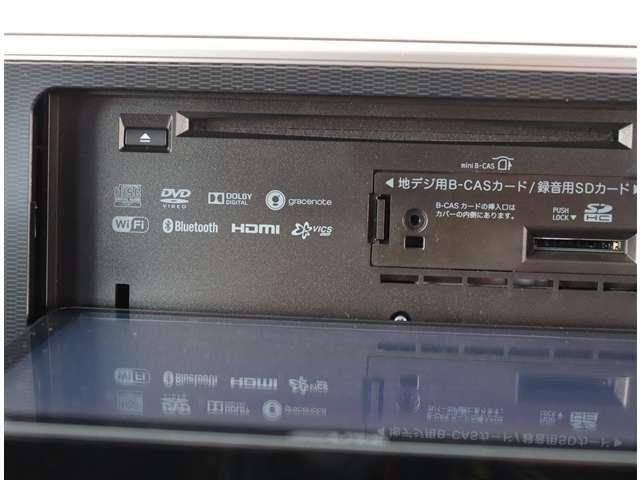 mini B-CAS
◀ 地デジ用B-CASカード / 録音用SDカード ▶
B-CASカードの挿入口は
カバーの内側にあります。
PUSH
LOCK ▼
SD
HC
DVD
VIDEO
DOLBY
DIGITAL
gracenote
WiFi
Bluetooth
HDMI
VICS